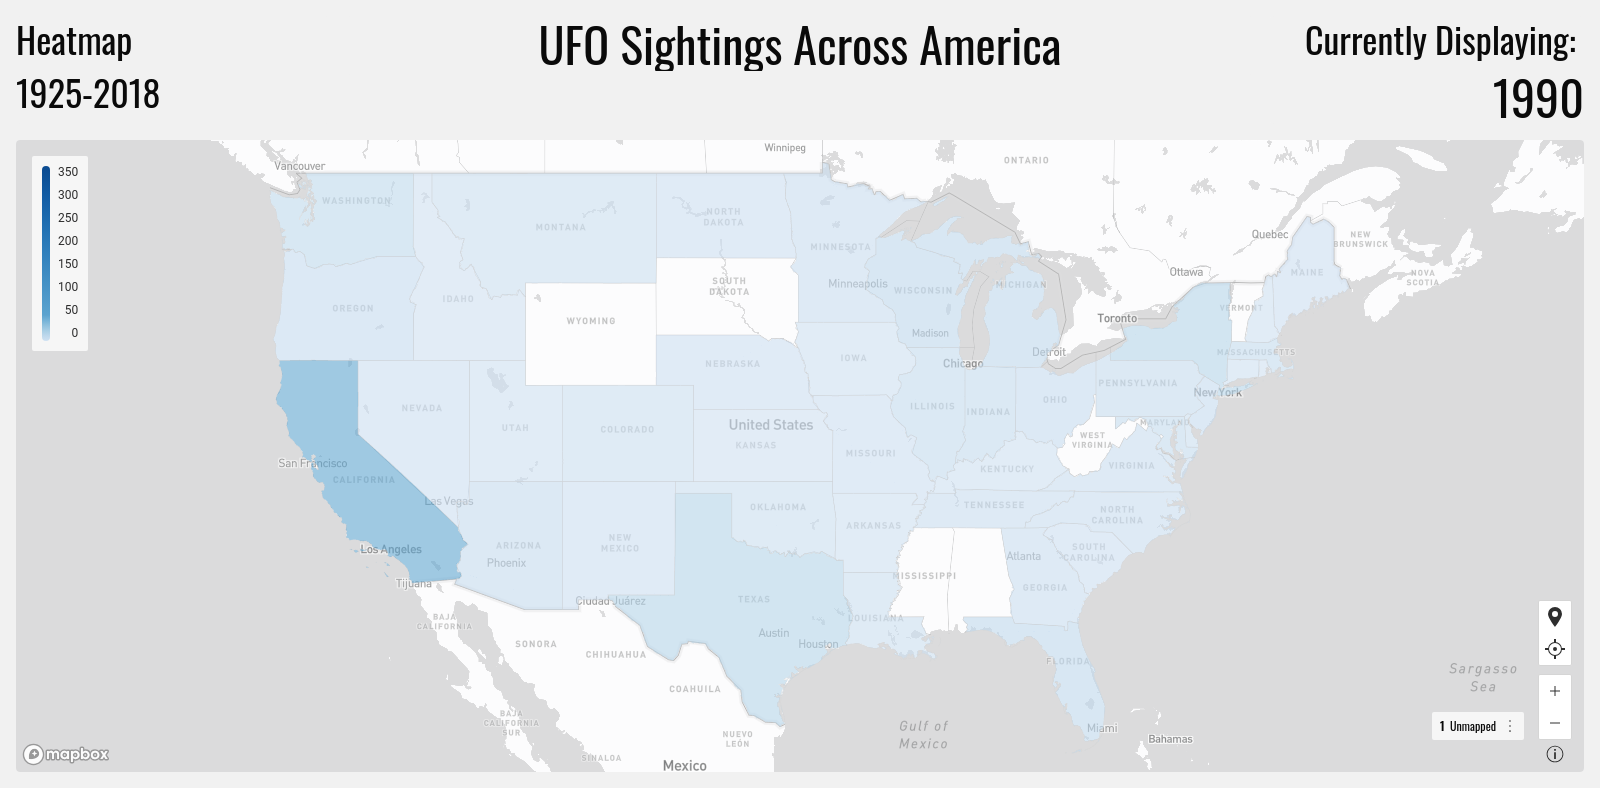 Heatmap
1925-2018
UFO Sightings Across America
Currently Displaying:
1990
350
300
250
200
150
100
50
0
Vancouver
Winnipeg
ONTARIO
WASHINGTON
MONTANA
NORTH
DAKOTA
MINNESOTA
Quebec
NEW
BRUNSWICK
Ottawa
MAINE
NOVA
SCOTIA
OREGON
IDAHO
SOUTH
DAKOTA
Minneapolis
WISCONSIN
MICHIGAN
WYOMING
Toronto
VERMONT
Madison
Detroit
MASSACHUSETTS
Chicago
NEBRASKA
IOWA
PENNSYLVANIA
New York
NEVADA
UTAH
COLORADO
United States
KANSAS
ILLINOIS
INDIANA
OHIO
MARYLAND
WEST
VIRGINIA
San Francisco
CALIFORNIA
MISSOURI
KENTUCKY
VIRGINIA
Las Vegas
OKLAHOMA
TENNESSEE
NORTH
CAROLINA
Los Angeles
ARIZONA
Phoenix
NEW
MEXICO
ARKANSAS
Atlanta
SOUTH
CAROLINA
Tijuana
MISSISSIPPI
GEORGIA
Ciudad Juárez
TEXAS
LOUISIANA
BAJA
CALIFORNIA
SONORA
CHIHUAHUA
Austin
Houston
FLORIDA
Sargasso
Sea
COAHUILA
BAJA
CALIFORNIA
SUR
Gulf of
Mexico
Miami
Bahamas
NUEVO
LEÓN
SINALOA
Mexico
1 Unmapped
mapbox